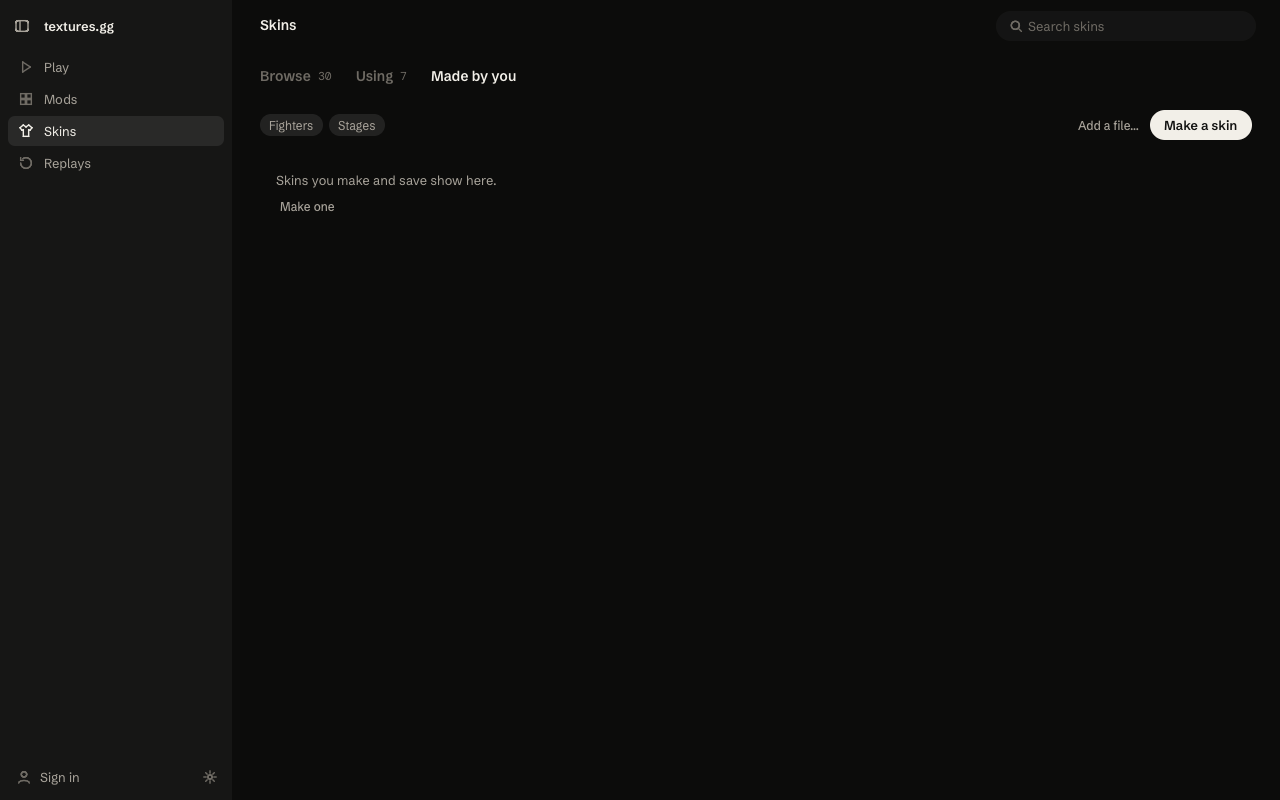 textures.gg
Play
Mods
Skins
Replays
Sign in
Skins
Search skins
Browse 30 Using 7 Made by you
Fighters Stages Add a file... Make a skin
Skins you make and save show here.
Make one